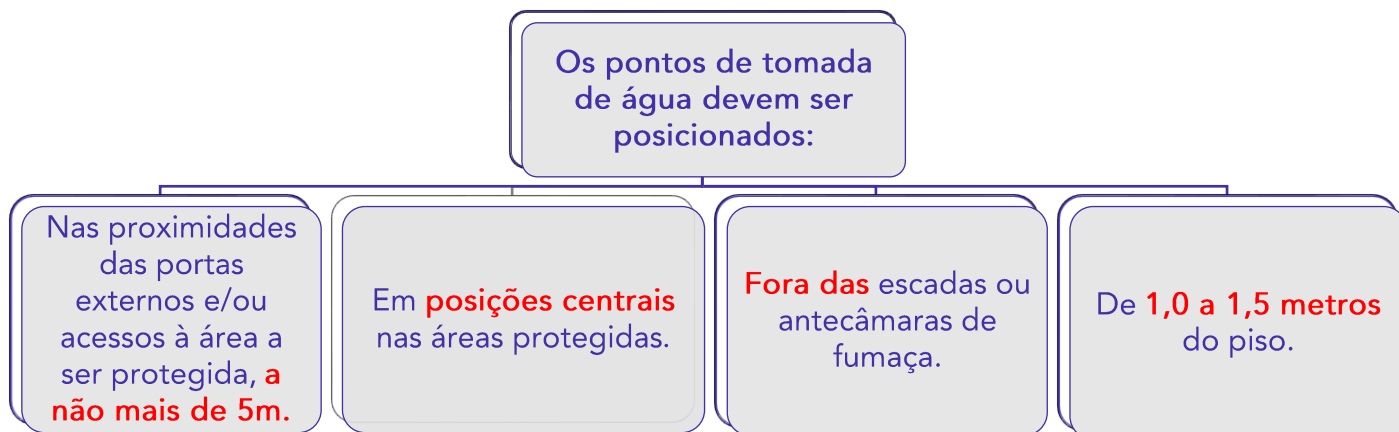 Os pontos de tomada
de água devem ser
posicionados:
Nas proximidades
das portas
externos e/ou
acessos à área a
ser protegida, a
não mais de 5m.
Em posições centrais
nas áreas protegidas.
Fora das escadas ou
antecâmaras de
fumaça.
De 1,0 a 1,5 metros
do piso.